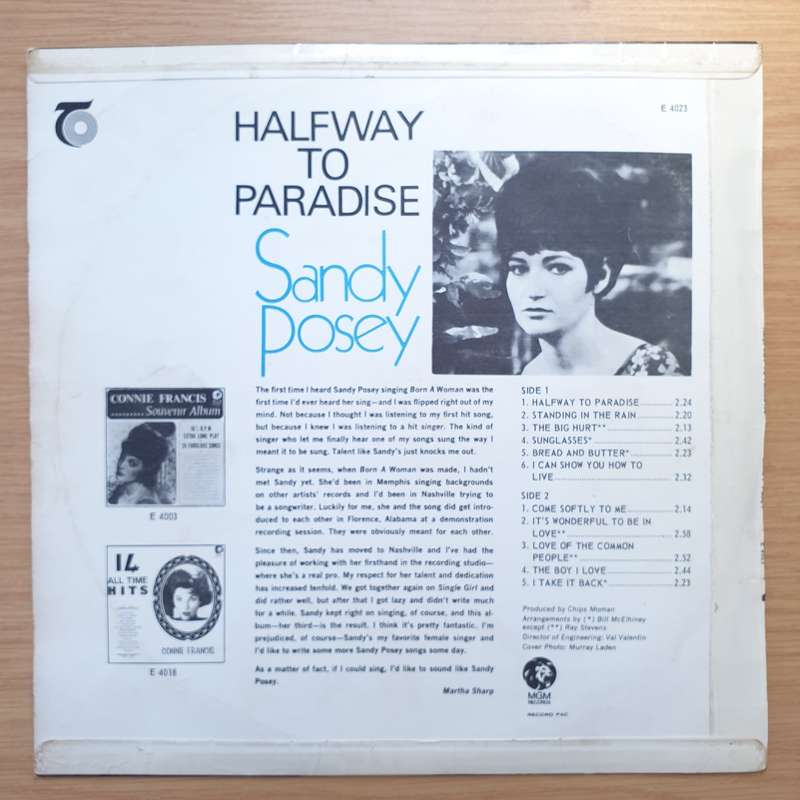 E 4023
HALFWAY
TO
PARADISE
Sandy
Posey
CONNIE FRANCIS
Souvenir Album
E 4003
14
ALL TIME
HITS
CONNIE FRANCIS
E 4018
The first time I heard Sandy Posey singing Born A Woman was the
first time I'd ever heard her sing—and I was flipped right out of my
mind. Not because I thought I was listening to my first hit song,
but because I knew I was listening to a hit singer. The kind of
singer who let me finally hear one of my songs sung the way I
meant it to be sung. Talent like Sandy's just knocks me out.
Strange as it seems, when Born A Woman was made, I hadn't
met Sandy yet. She'd been in Memphis singing backgrounds
on other artists' records and I'd been in Nashville trying to
be a songwriter. Luckily for me, she and the song did get intro-
duced to each other in Florence, Alabama at a demonstration
recording session. They were obviously meant for each other.
Since then, Sandy has moved to Nashville and I've had the
pleasure of working with her firsthand in the recording studio—
where she's a real pro. My respect for her talent and dedication
has increased tenfold. We got together again on Single Girl and
did rather well, but after that I got lazy and didn't write much
for a while. Sandy kept right on singing, of course, and this al-
bum—her third—is the result. I think it's pretty fantastic. I'm
prejudiced, of course—Sandy's my favorite female singer and
I'd like to write some more Sandy Posey songs some day.
As a matter of fact, if I could sing, I'd like to sound like Sandy
Posey.
Martha Sharp
SIDE 1
1. HALFWAY TO PARADISE 2.24
2. STANDING IN THE RAIN 2.20
3. THE BIG HURT** 2.13
4. SUNGLASSES* 2.42
5. BREAD AND BUTTER* 2.23
6. I CAN SHOW YOU HOW TO
LIVE 2.32
SIDE 2
1. COME SOFTLY TO ME 2.14
2. IT'S WONDERFUL TO BE IN
LOVE** 2.58
3. LOVE OF THE COMMON
PEOPLE** 2.52
4. THE BOY I LOVE 2.44
5. I TAKE IT BACK* 2.23
Produced by Chips Moman
Arrangements by (*) Bill McElhiney
except (**) Ray Stevens
Director of Engineering: Val Valentin
Cover Photo: Murray Laden
MGM
RECORDS
RECORD PAC